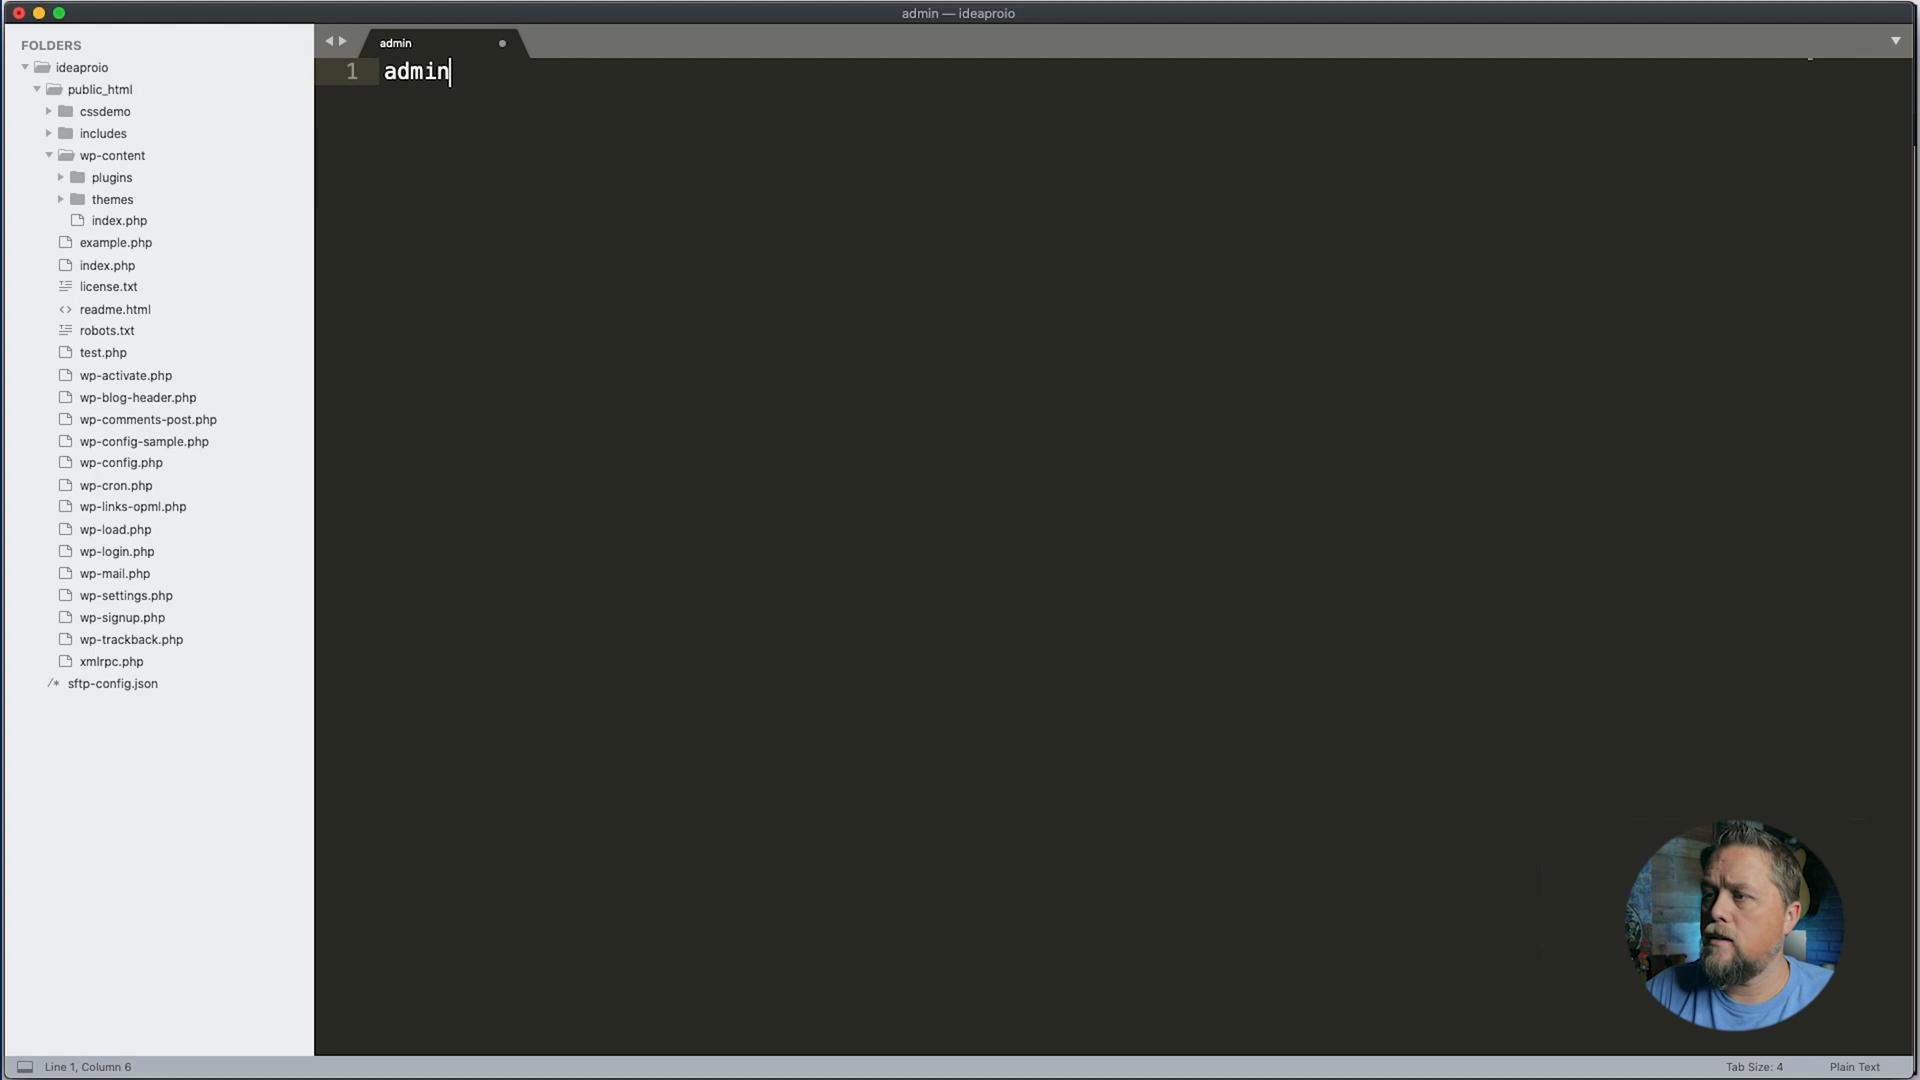 admin — ideaproio
FOLDERS
ideaproio
public_html
cssdemo
includes
wp-content
plugins
themes
index.php
example.php
index.php
license.txt
readme.html
robots.txt
test.php
wp-activate.php
wp-blog-header.php
wp-comments-post.php
wp-config-sample.php
wp-config.php
wp-cron.php
wp-links-opml.php
wp-load.php
wp-login.php
wp-mail.php
wp-settings.php
wp-signup.php
wp-trackback.php
xmlrpc.php
/* sftp-config.json
admin
1 admin
Line 1, Column 6
Tab Size: 4
Plain Text